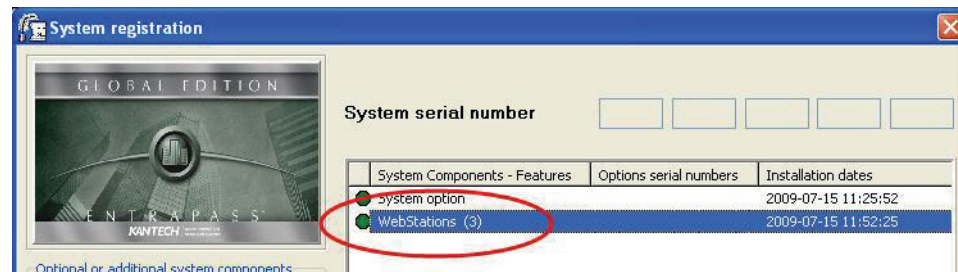 System registration
GLOBAL EDITION
ENTRAPASS
KANTECH
System serial number
System Components - Features Options serial numbers Installation dates
System option 2009-07-15 11:25:52
WebStations (3) 2009-07-15 11:52:25
Optional or additional system components